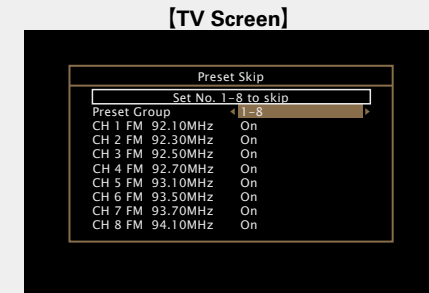 【TV Screen】
Preset Skip
Set No. 1–8 to skip
Preset Group 1–8
CH 1 FM 92.10MHz On
CH 2 FM 92.30MHz On
CH 3 FM 92.50MHz On
CH 4 FM 92.70MHz On
CH 5 FM 93.10MHz On
CH 6 FM 93.50MHz On
CH 7 FM 93.70MHz On
CH 8 FM 94.10MHz On